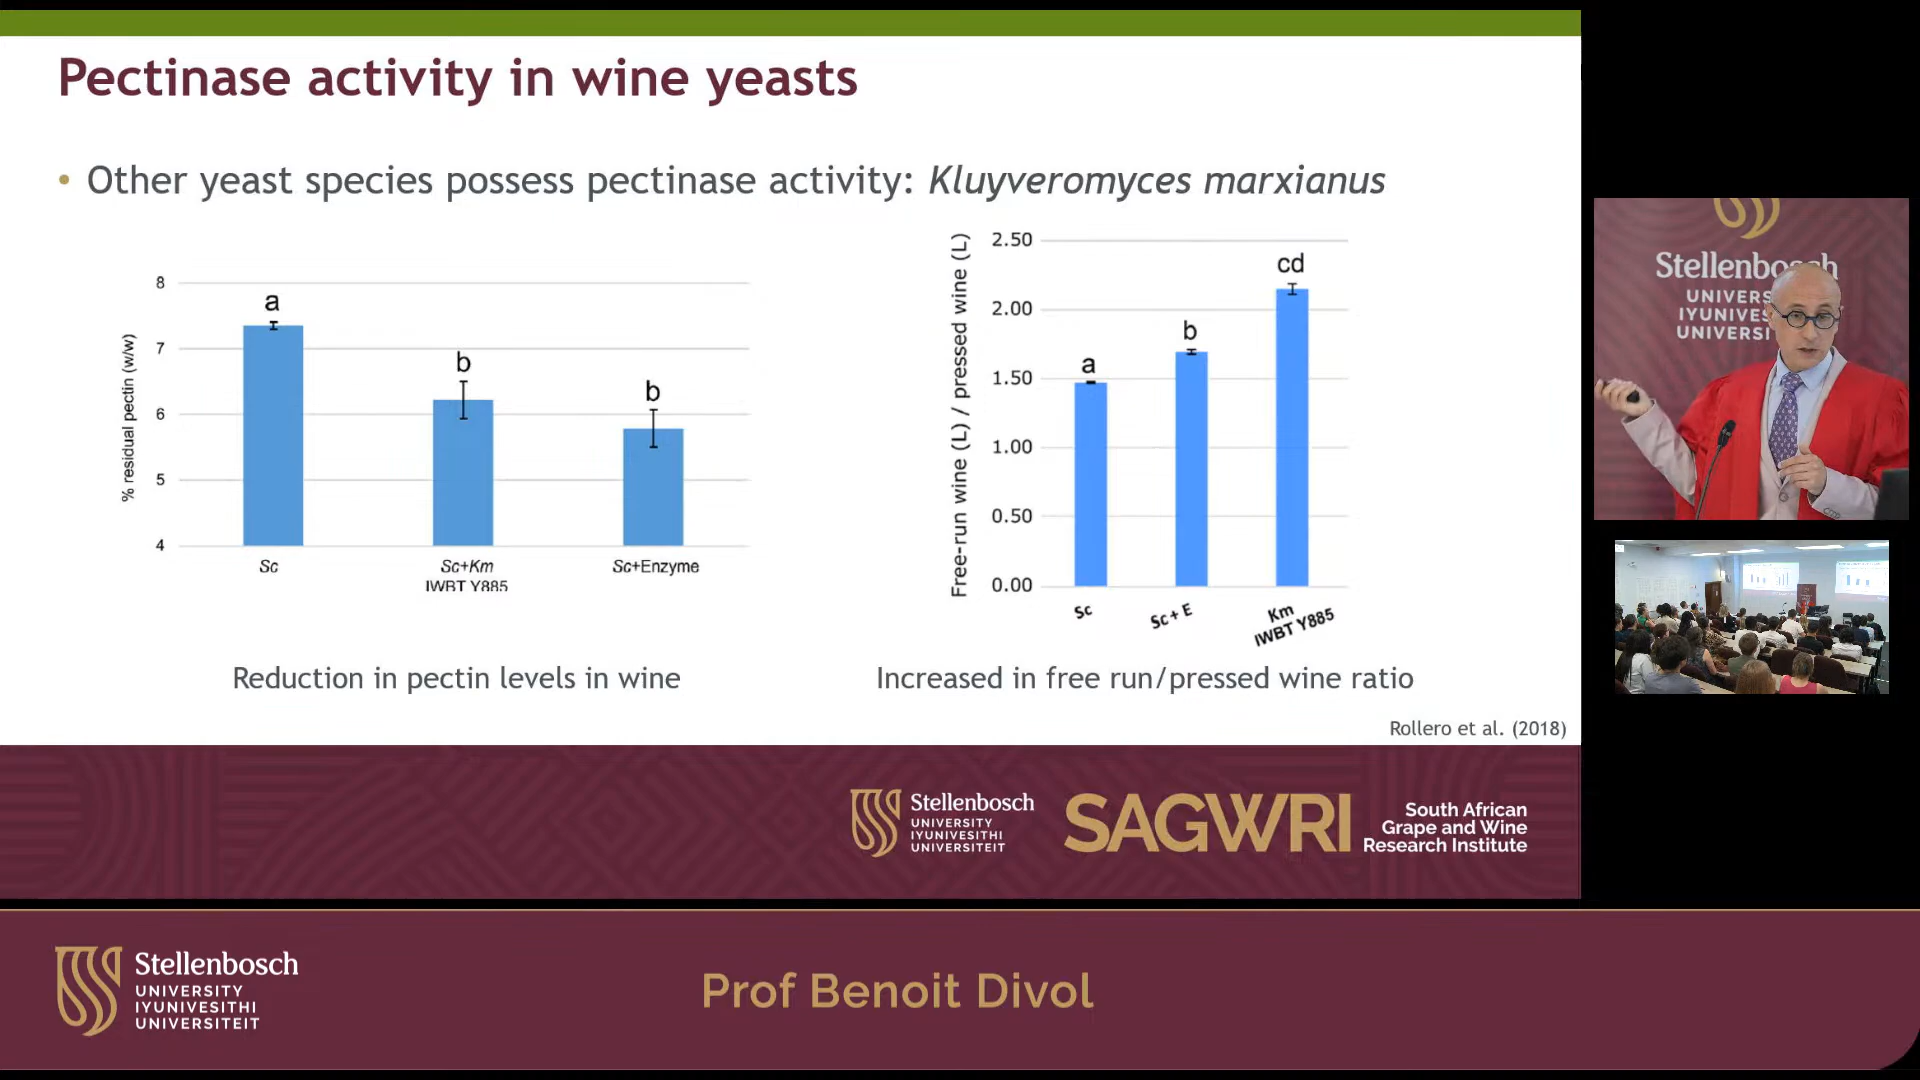 Pectinase activity in wine yeasts
• Other yeast species possess pectinase activity: Kluyveromyces marxianus
% residual pectin (w/w)
8
7
6
5
4
a
b
b
Sc
Sc+Km
IWBT Y885
Sc+Enzyme
Reduction in pectin levels in wine
Free-run wine (L) / pressed wine (L)
2.50
2.00
1.50
1.00
0.50
0.00
a
b
cd
Sc
Sc + E
Km
IWBT Y885
Increased in free run/pressed wine ratio
Rollero et al. (2018)
Stellenbosch
UNIVERSITY
IYUNIVESITHI
UNIVERSITEIT
SAGWRI
South African
Grape and Wine
Research Institute
Stellenbosch
UNIVERS
IYUNIVES
UNIVERSI
Stellenbosch
UNIVERSITY
IYUNIVESITHI
UNIVERSITEIT
Prof Benoit Divol